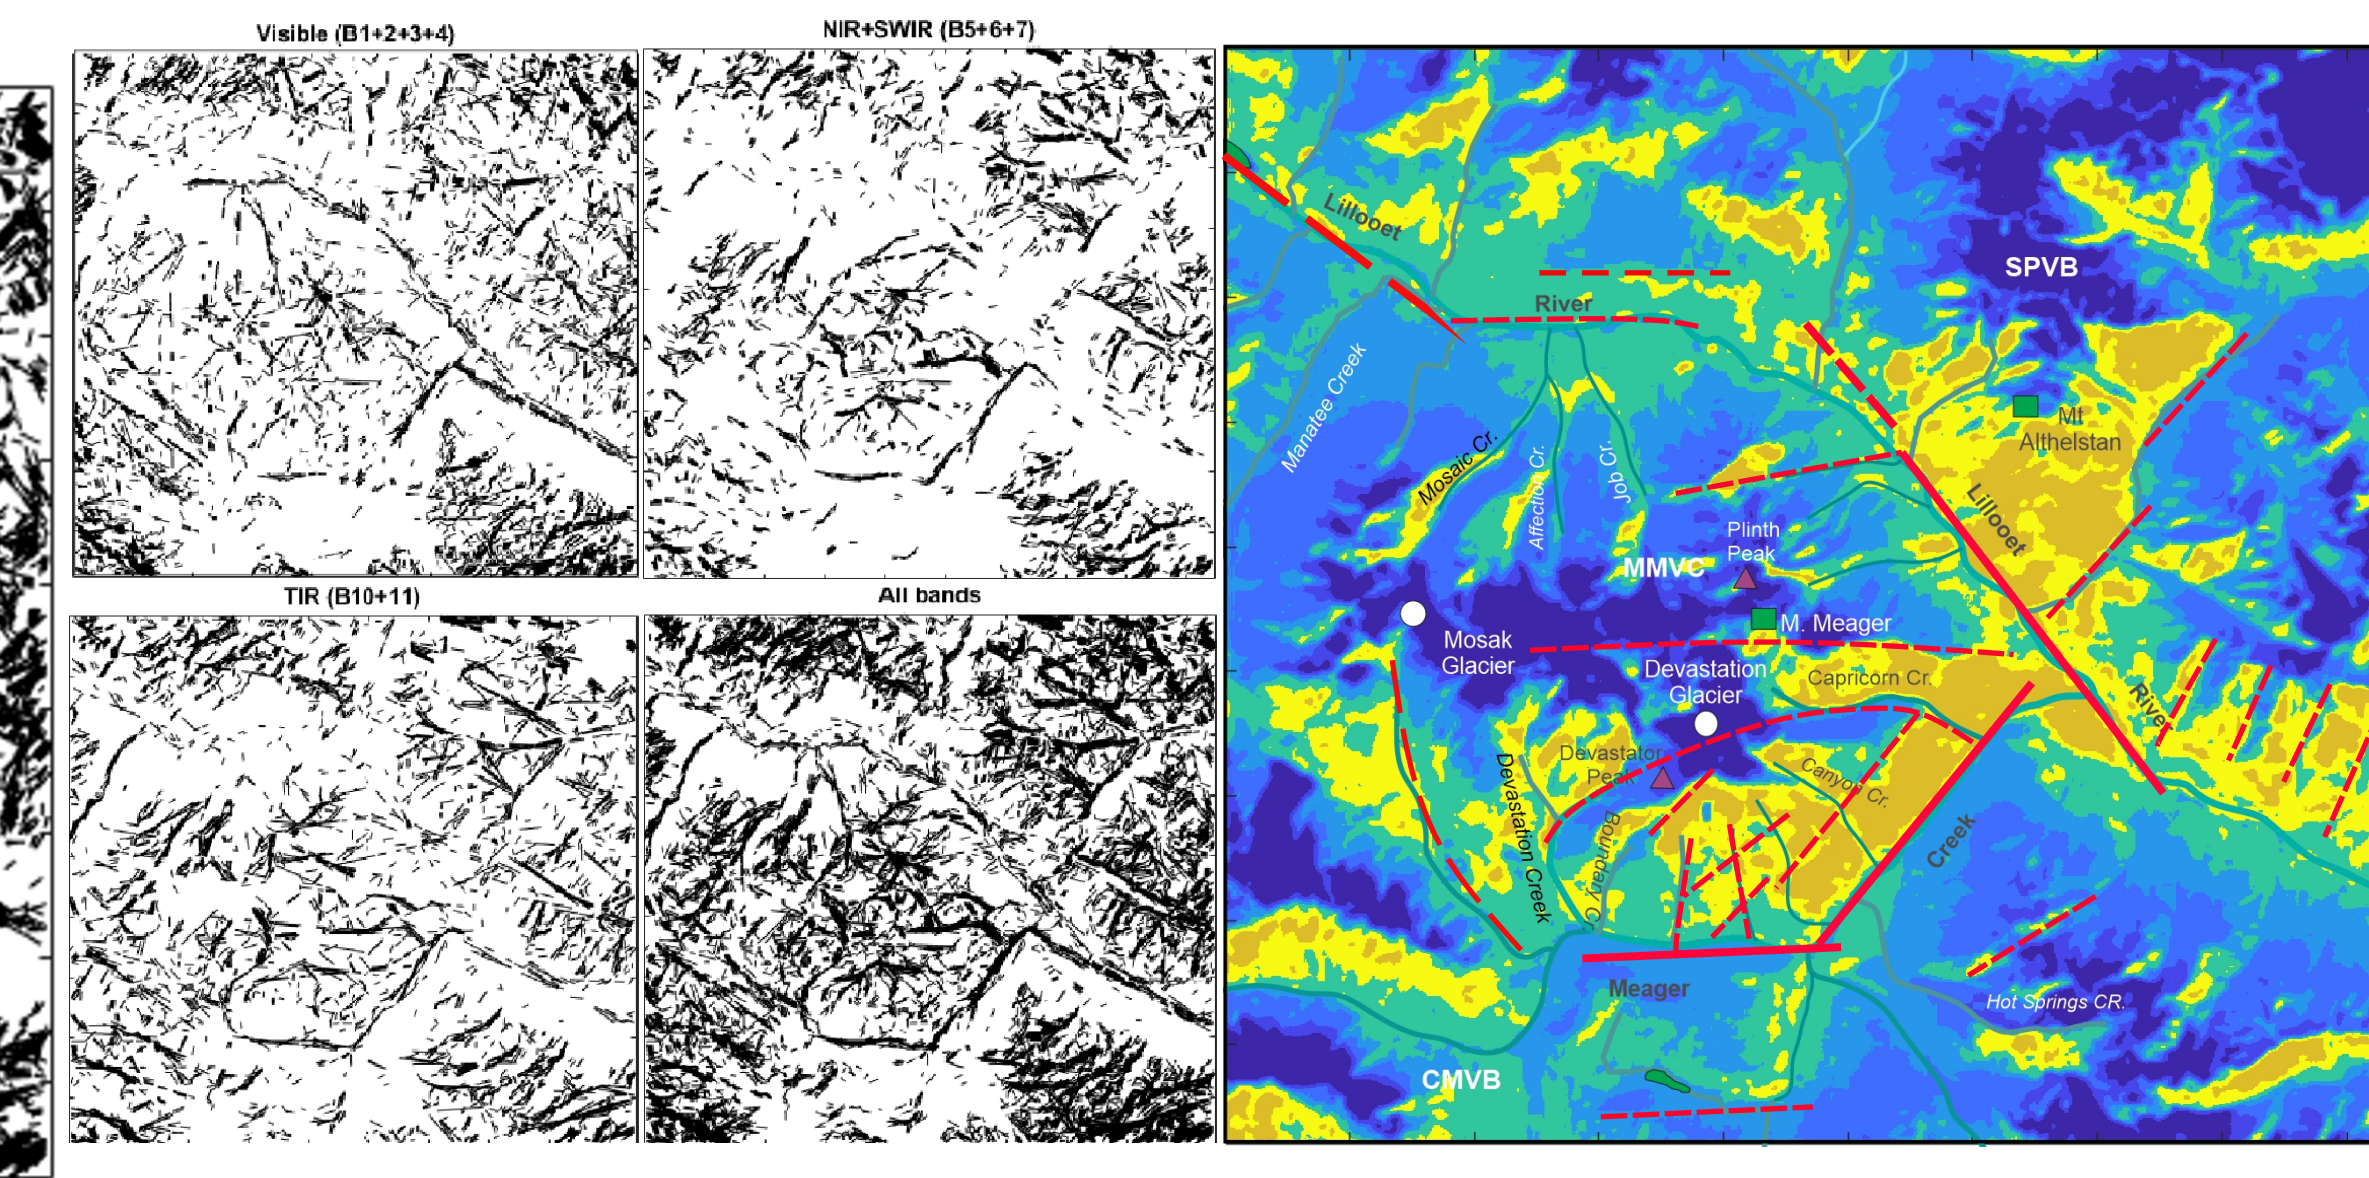 Visible (B1+2+3+4)
NIR+SWIR (B5+6+7)
TIR (B10+11)
All bands
Lillooet
River
SPVB
Manatee Creek
Mosaic Cr.
Affection Cr.
Job Cr.
Mt
Althelstan
Lillooet
River
Plinth
Peak
MMVC
M. Meager
Mosak
Glacier
Devastation
Glacier
Capricorn Cr.
Devastator
Peak
Canyon Cr.
Devastation Creek
Boundary Cr.
Creek
Meager
Hot Springs CR.
CMVB